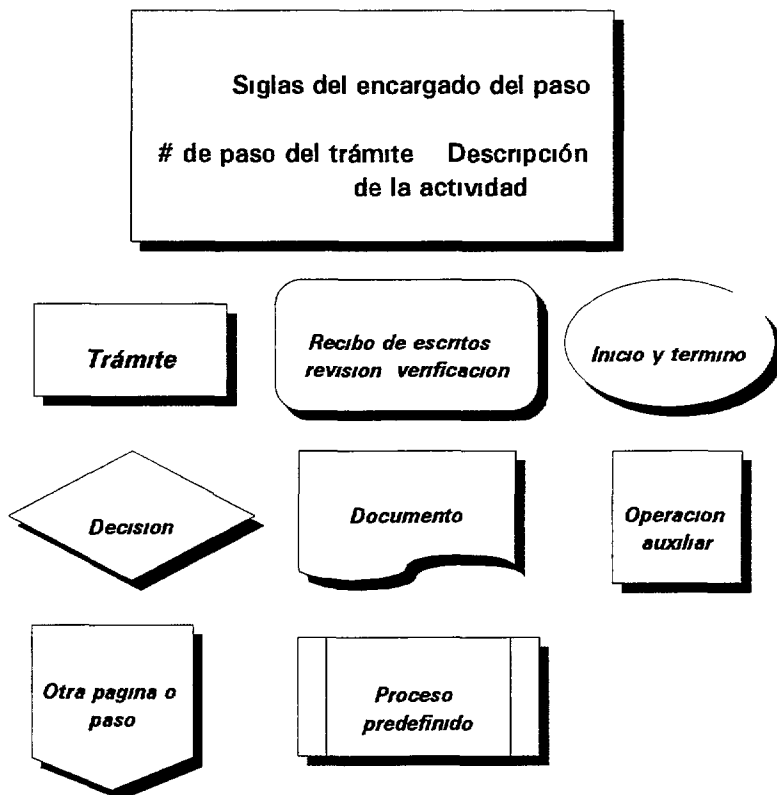 Siglas del encargado del paso
# de paso del trámite Descripción
de la actividad
Trámite
Recibo de escritos
revision verificacion
Inicio y termino
Decision
Documento
Operacion
auxiliar
Otra pagina o
paso
Proceso
predefinido